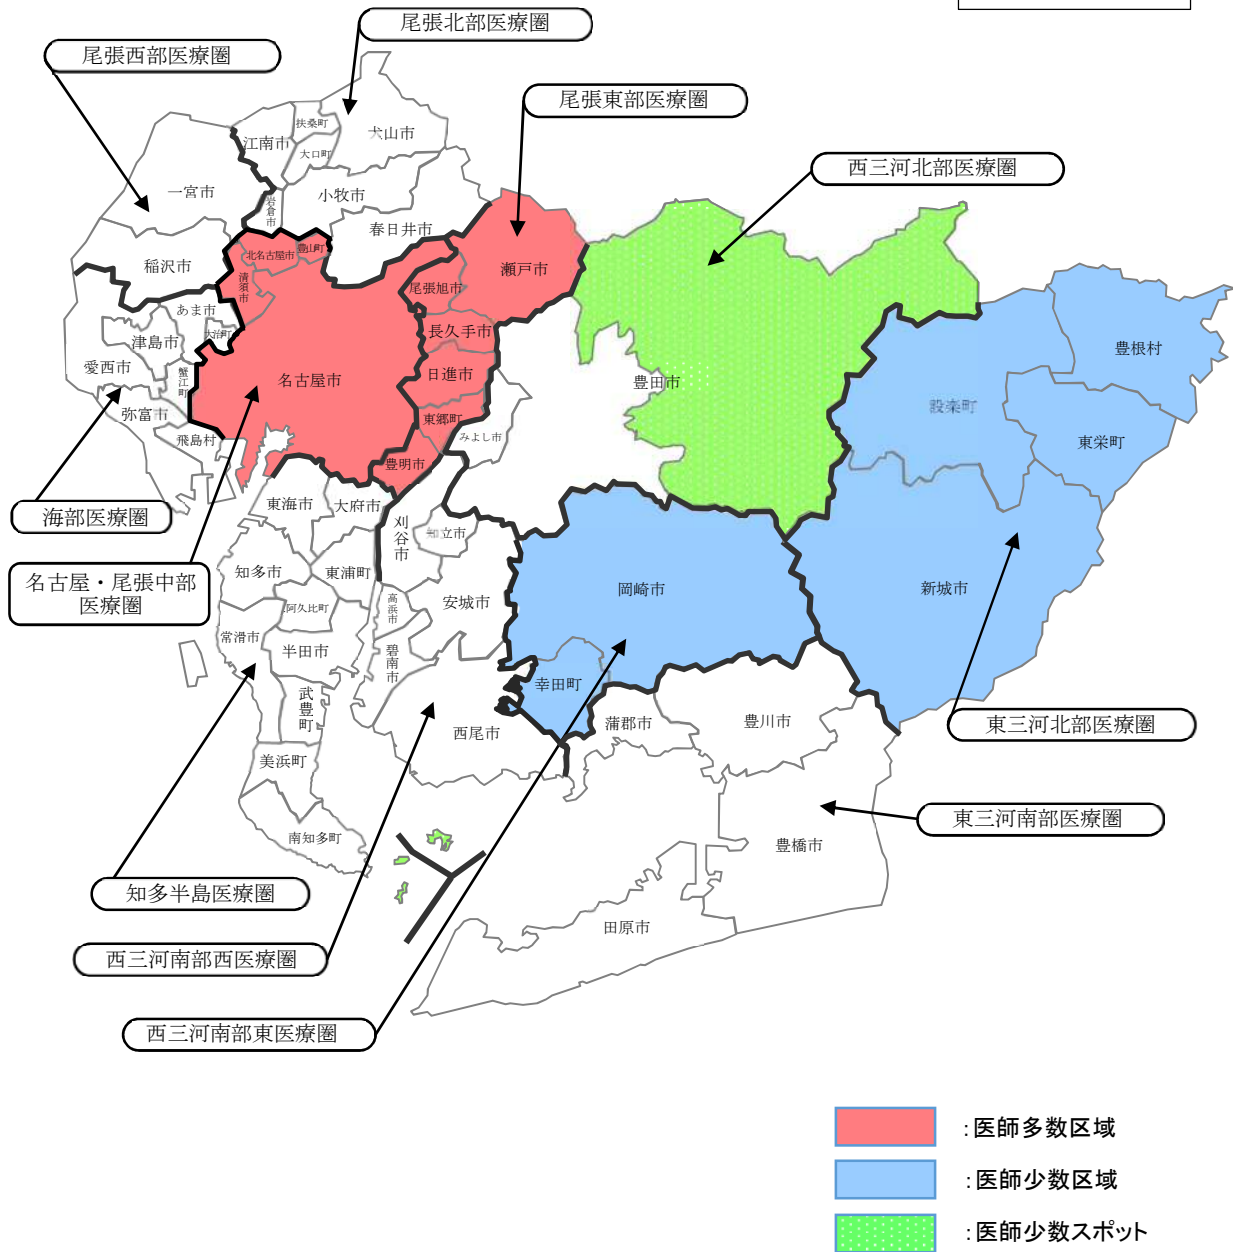 尾張北部医療圏
尾張西部医療圏
尾張東部医療圏
西三河北部医療圏
扶桑町
犬山市
江南市
大口町
一宮市
小牧市
岩倉市
春日井市
北名古屋市
豊山町
瀬戸市
稲沢市
清須市
尾張旭市
あま市
大治町
津島市
長久手市
愛西市
蟹江町
名古屋市
日進市
豊田市
豊根村
設楽町
弥富市
東郷町
みよし市
東栄町
飛島村
豊明市
海部医療圏
東海市
大府市
刈谷市
知立市
名古屋・尾張中部
医療圏
知多市
東浦町
岡崎市
新城市
阿久比町
高浜市
安城市
常滑市
半田市
碧南市
幸田町
武豊町
西尾市
蒲郡市
豊川市
東三河北部医療圏
美浜町
南知多町
東三河南部医療圏
豊橋市
知多半島医療圏
田原市
西三河南部西医療圏
西三河南部東医療圏
：医師多数区域
：医師少数区域
：医師少数スポット